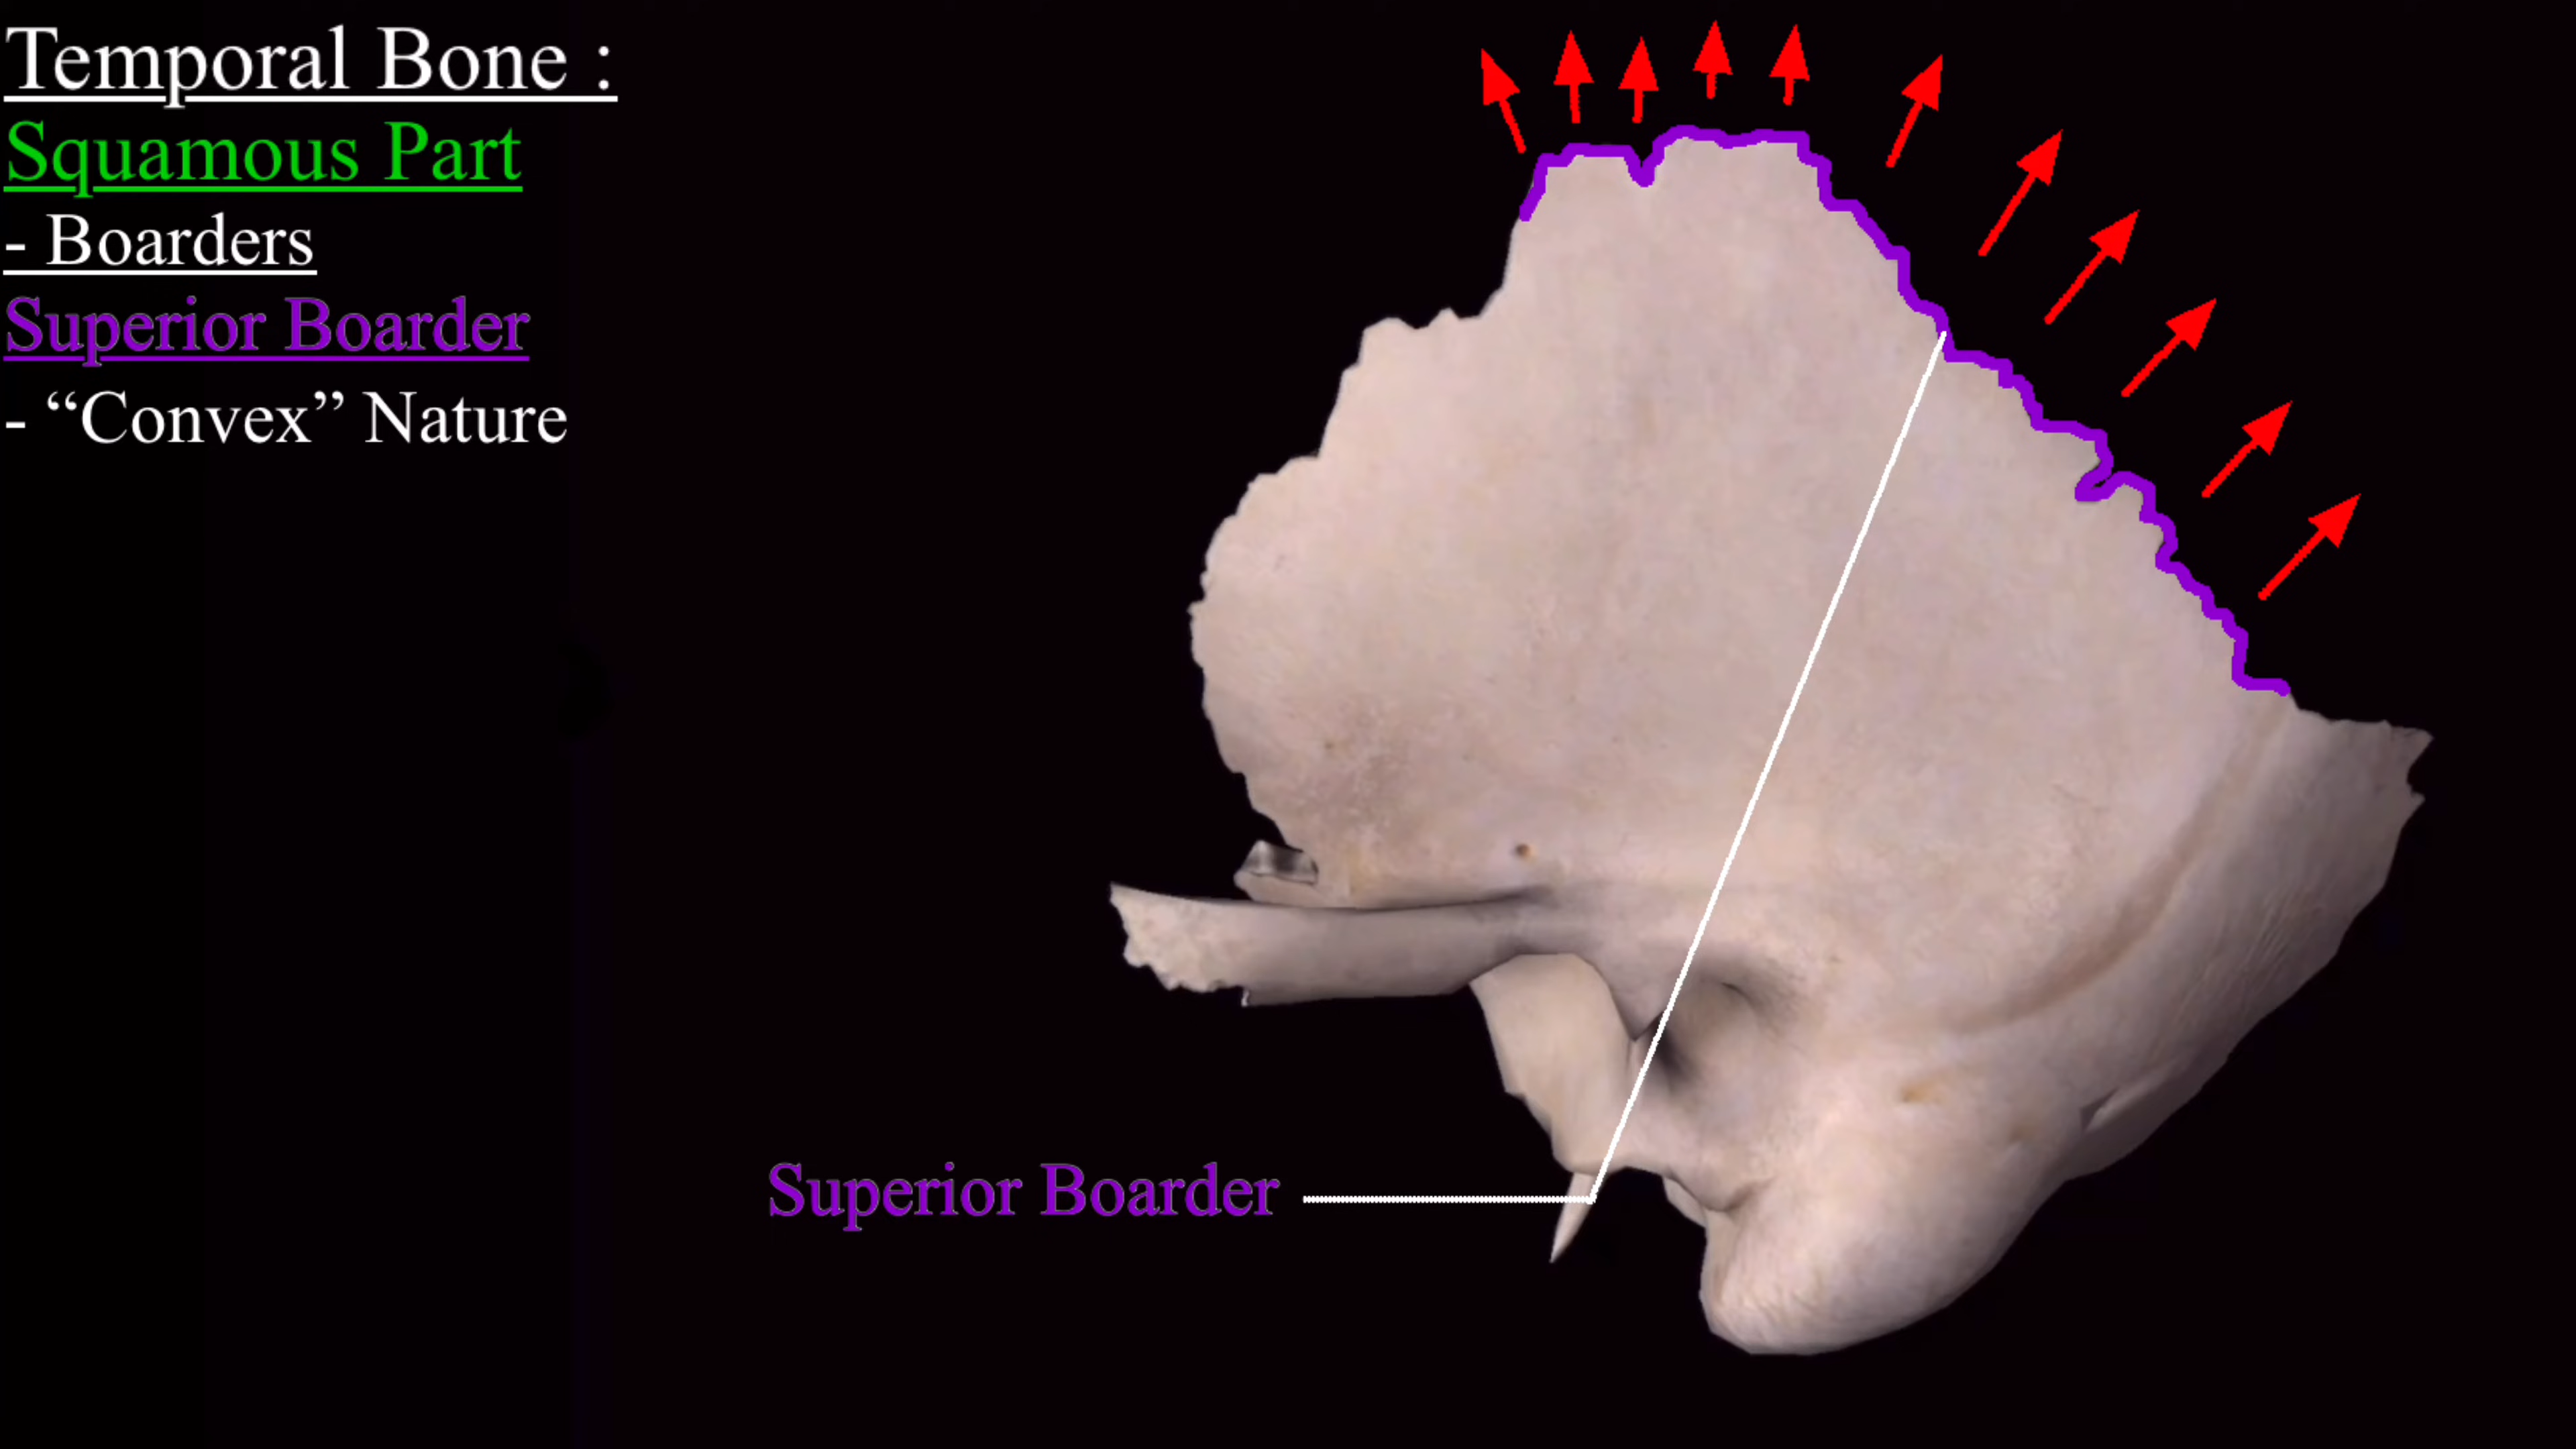 Temporal Bone :
Squamous Part
- Boarders
Superior Boarder
- “Convex” Nature
Superior Boarder